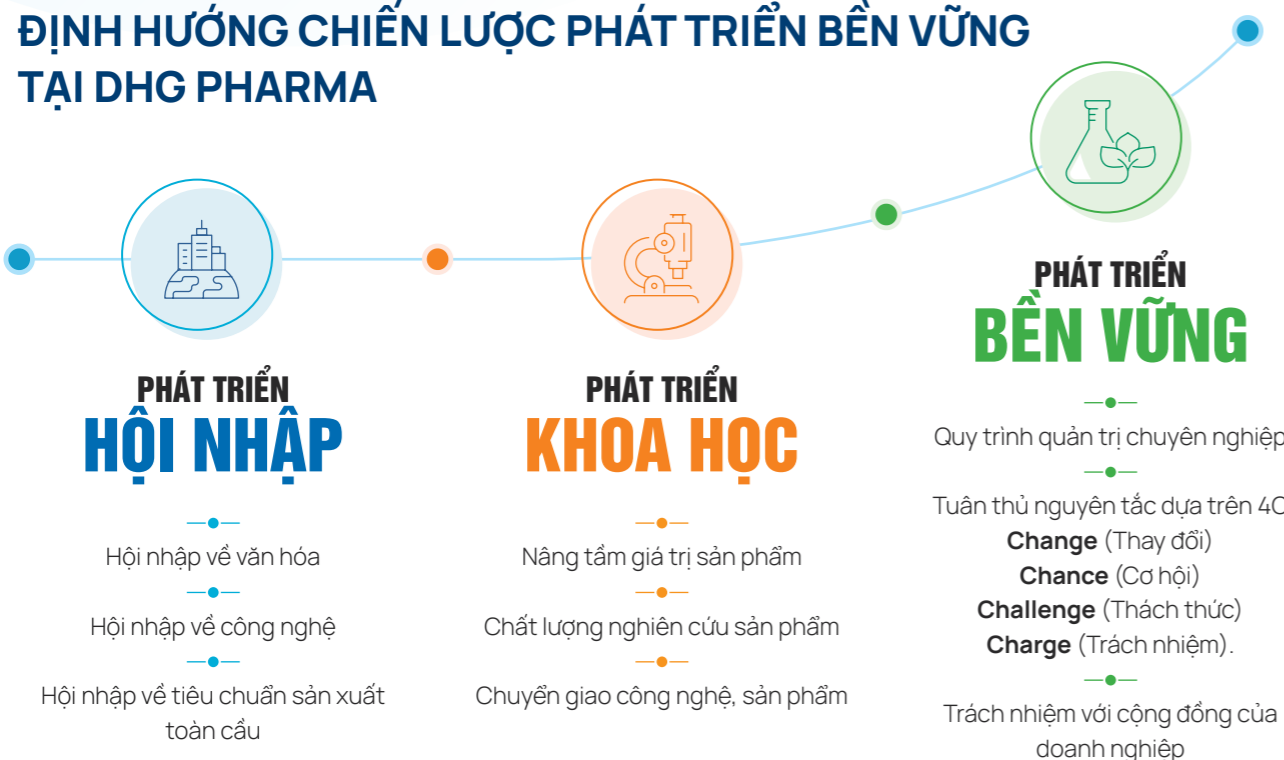 ĐỊNH HƯỚNG CHIẾN LƯỢC PHÁT TRIỂN BỀN VỮNG
TẠI DHG PHARMA
PHÁT TRIỂN
HỘI NHẬP
Hội nhập về văn hóa
Hội nhập về công nghệ
Hội nhập về tiêu chuẩn sản xuất
toàn cầu
PHÁT TRIỂN
KHOA HỌC
Nâng tầm giá trị sản phẩm
Chất lượng nghiên cứu sản phẩm
Chuyển giao công nghệ, sản phẩm
PHÁT TRIỂN
BỀN VỮNG
Quy trình quản trị chuyên nghiệp
Tuân thủ nguyên tắc dựa trên 4C
Change (Thay đổi)
Chance (Cơ hội)
Challenge (Thách thức)
Charge (Trách nhiệm).
Trách nhiệm với cộng đồng của
doanh nghiệp